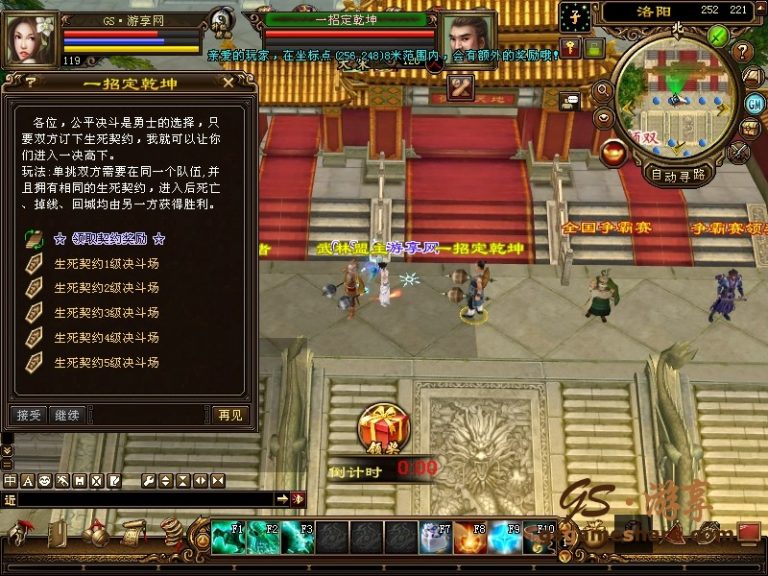 GS·游享网
119
一招定乾坤
洛阳
252 221
北
亲爱的玩家，在坐标点(256,248)8米范围内，会有额外的奖励哦!
一招定乾坤
各位，公平决斗是勇士的选择，只
要双方订下生死契约，我就可以让你
们进入一决高下。
玩法:单挑双方需要在同一个队伍,并
且拥有相同的生死契约，进入后死亡
、掉线、回城均由另一方获得胜利。
☆ 领取契约奖励 ☆
生死契约1级决斗场
生死契约2级决斗场
生死契约3级决斗场
生死契约4级决斗场
生死契约5级决斗场
接受
继续
再见
GM
自动寻路
全国争霸赛
争霸赛领
者
武林盟主
游享网
一招定乾坤
领奖
倒计时 0:00
近
F1
F2
F3
F7
F8
F9
F10
GS·游享